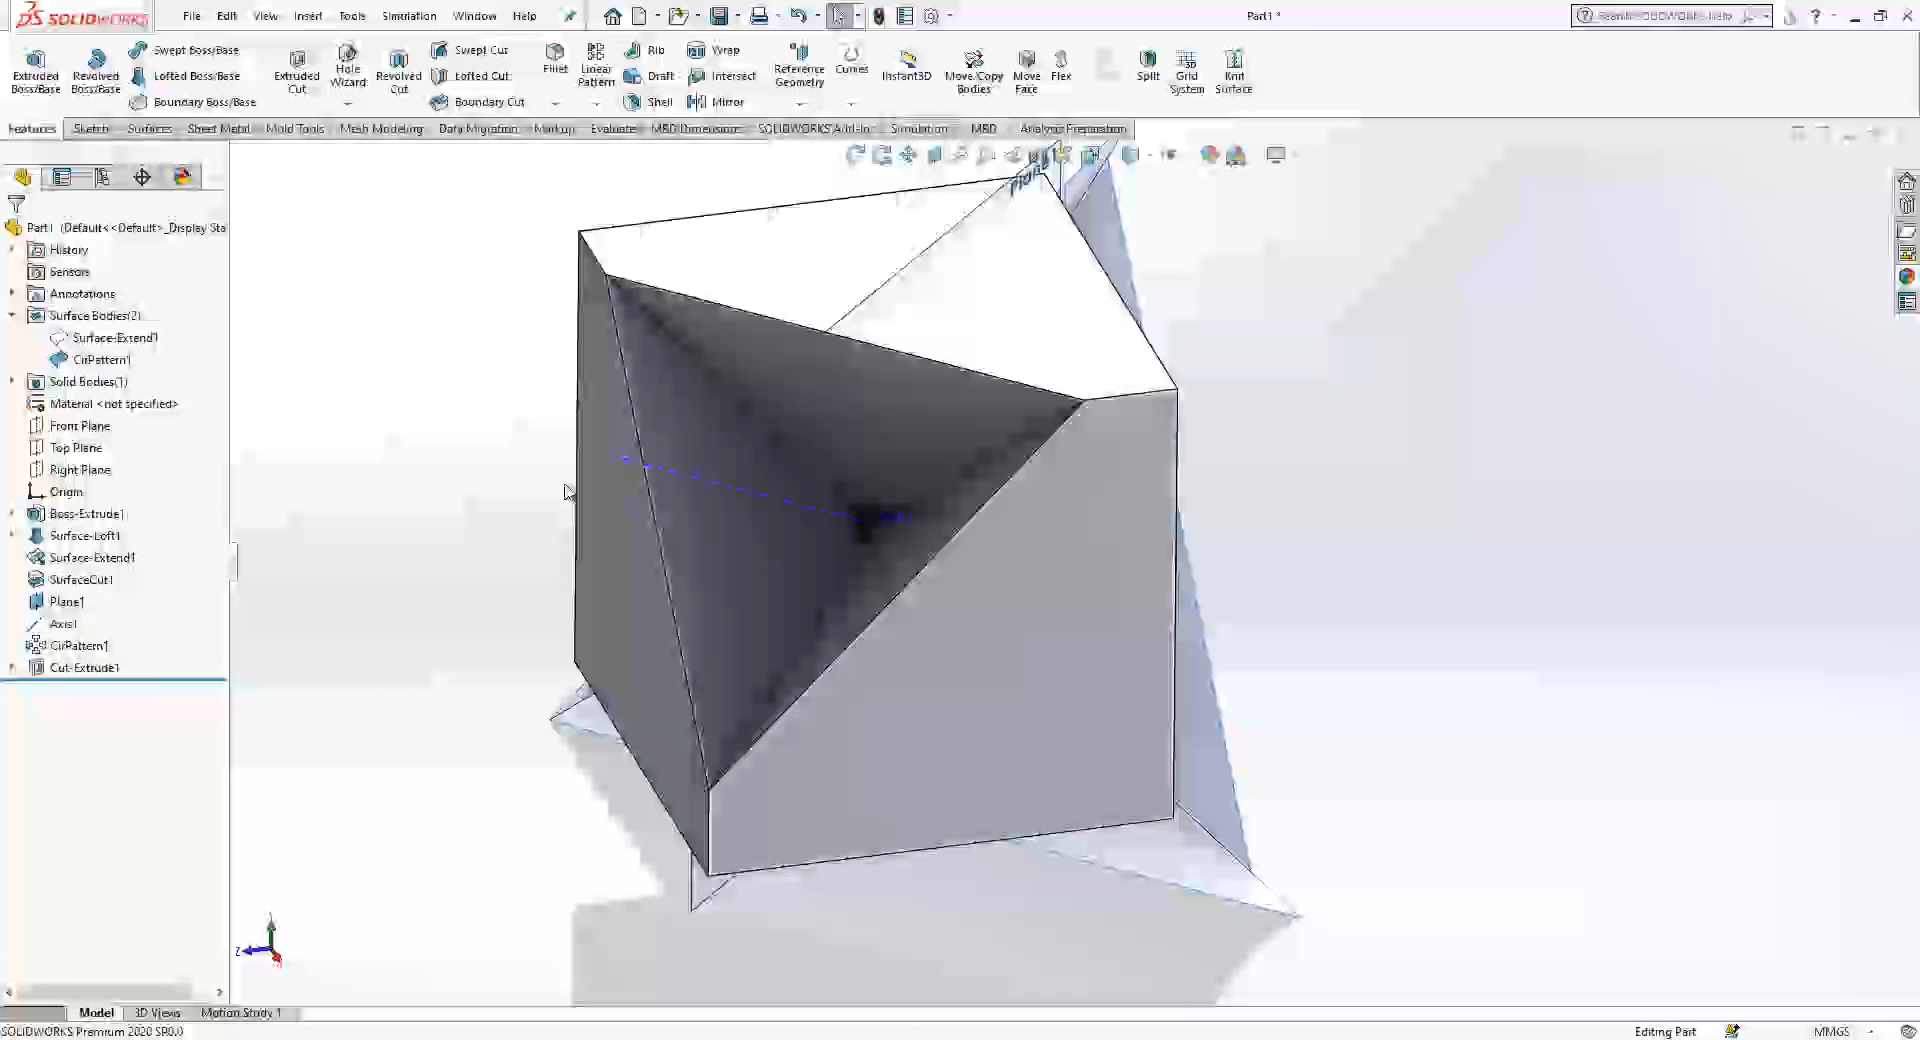 SOLIDWORKS File Edit View Insert Tools Simulation Window Help Part1 *
Extruded Boss/Base
Revolved Boss/Base
Swept Boss/Base
Lofted Boss/Base
Boundary Boss/Base
Extruded Cut
Hole Wizard
Revolved Cut
Swept Cut
Lofted Cut
Boundary Cut
Fillet
Linear Pattern
Rib
Draft
Shell
Wrap
Intersect
Mirror
Reference Geometry
Curves
Instant3D
Move/Copy Bodies
Move Face
Flex
Split
Grid System
Knit Surface
Features Sketch Surfaces Sheet Metal Mold Tools Mesh Modeling Data Migration Markup Evaluate MBD Dimensions SOLIDWORKS Add-Ins Simulation MBD Analysis Preparation
Part1 (Default<<Default>_Display Sta
History
Sensors
Annotations
Surface Bodies(2)
Surface-Extend1
CirPattern1
Solid Bodies(1)
Material <not specified>
Front Plane
Top Plane
Right Plane
Origin
Boss-Extrude1
Surface-Loft1
Surface-Extend1
SurfaceCut1
Plane1
Axis1
CirPattern1
Cut-Extrude1
Z
Model 3D Views Motion Study 1
SOLIDWORKS Premium 2020 SP0.0 Editing Part MMGS